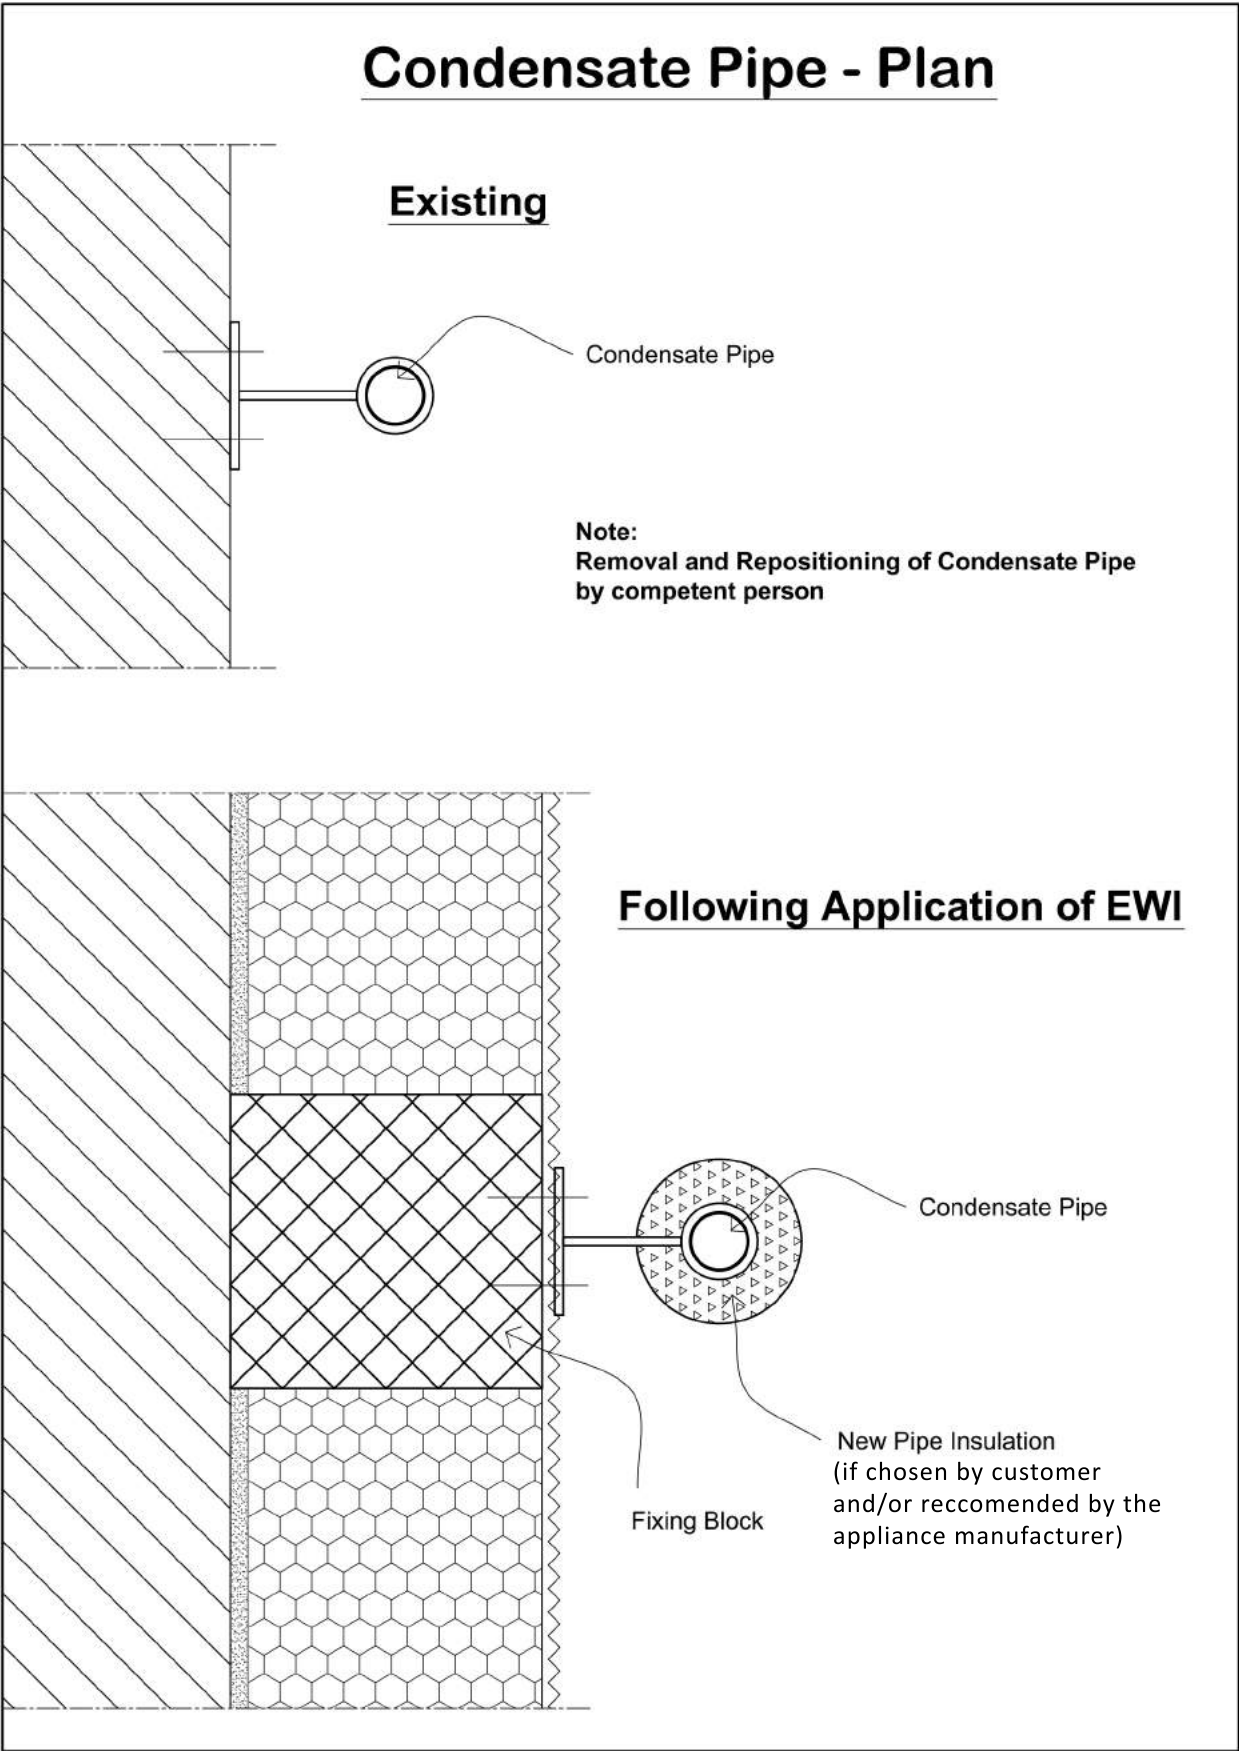 Condensate Pipe - Plan
Existing
Condensate Pipe
Note:
Removal and Repositioning of Condensate Pipe
by competent person
Following Application of EWI
Condensate Pipe
New Pipe Insulation
(if chosen by customer
and/or reccomended by the
appliance manufacturer)
Fixing Block